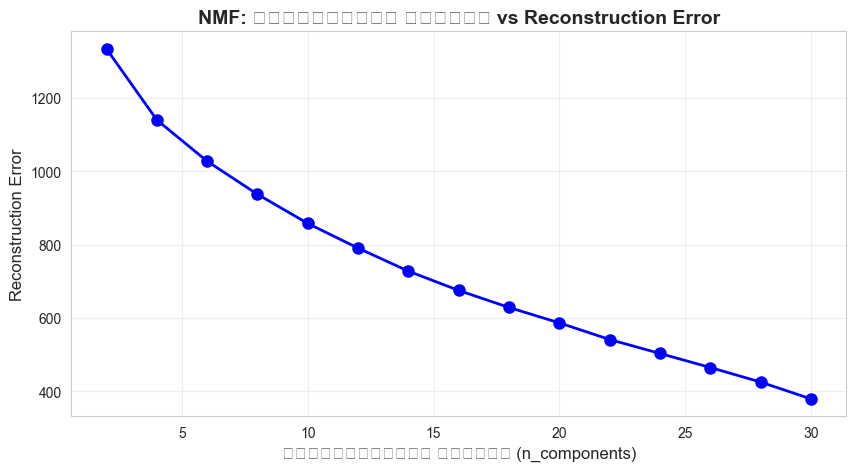 NMF: vs Reconstruction Error
Reconstruction Error
1200
1000
800
600
400
5 10 15 20 25 30
(n_components)